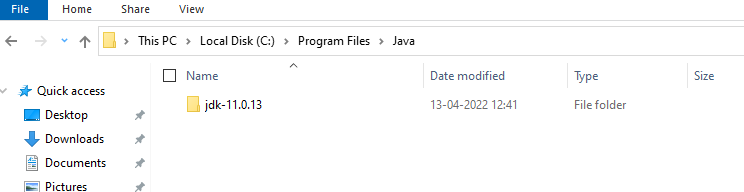 File Home Share View
This PC > Local Disk (C:) > Program Files > Java
Name Date modified Type Size
Quick access
jdk-11.0.13 13-04-2022 12:41 File folder
Desktop
Downloads
Documents
Pictures